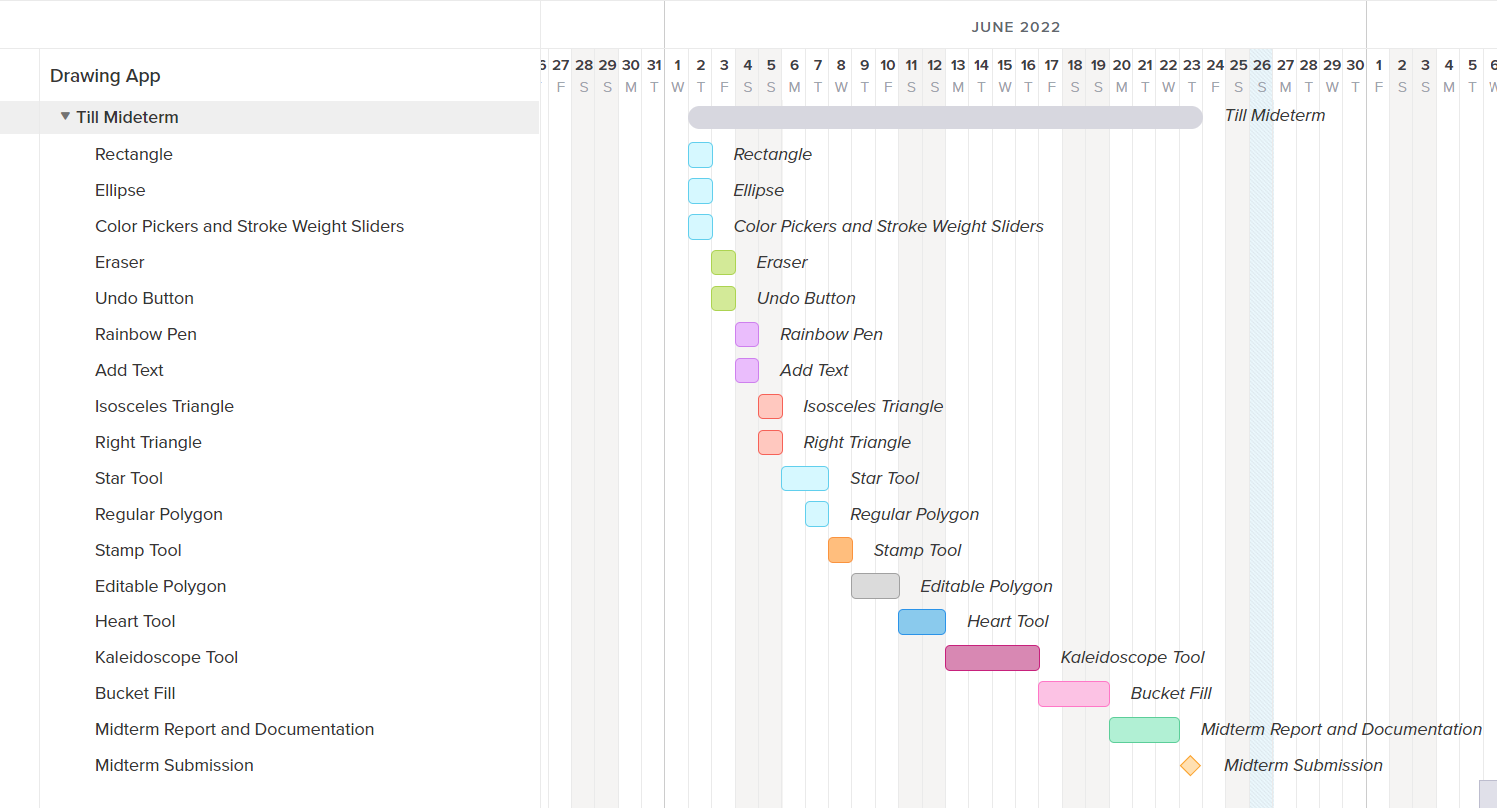 JUNE 2022
Drawing App
6 27 28 29 30 31 1 2 3 4 5 6 7 8 9 10 11 12 13 14 15 16 17 18 19 20 21 22 23 24 25 26 27 28 29 30 1 2 3 4 5 6
F S S M T W T F S S M T W T F S S M T W T F S S M T W T F S S M T W T F S S M T W
Till Mideterm Till Mideterm
Rectangle Rectangle
Ellipse Ellipse
Color Pickers and Stroke Weight Sliders Color Pickers and Stroke Weight Sliders
Eraser Eraser
Undo Button Undo Button
Rainbow Pen Rainbow Pen
Add Text Add Text
Isosceles Triangle Isosceles Triangle
Right Triangle Right Triangle
Star Tool Star Tool
Regular Polygon Regular Polygon
Stamp Tool Stamp Tool
Editable Polygon Editable Polygon
Heart Tool Heart Tool
Kaleidoscope Tool Kaleidoscope Tool
Bucket Fill Bucket Fill
Midterm Report and Documentation Midterm Report and Documentation
Midterm Submission Midterm Submission